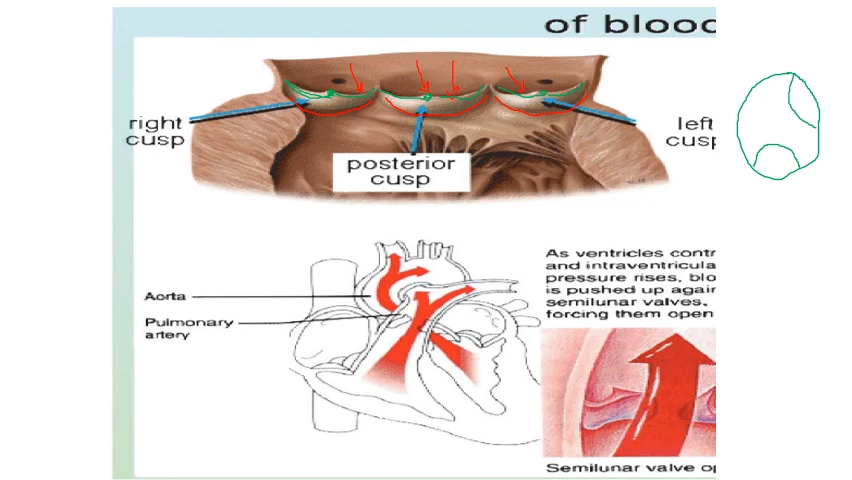 of blood
right
cusp
left
cusp
posterior
cusp
As ventricles contr
and intraventricula
pressure rises, blo
is pushed up agai
semilunar valves,
forcing them open
Aorta
Pulmonary
artery
Semilunar valve op